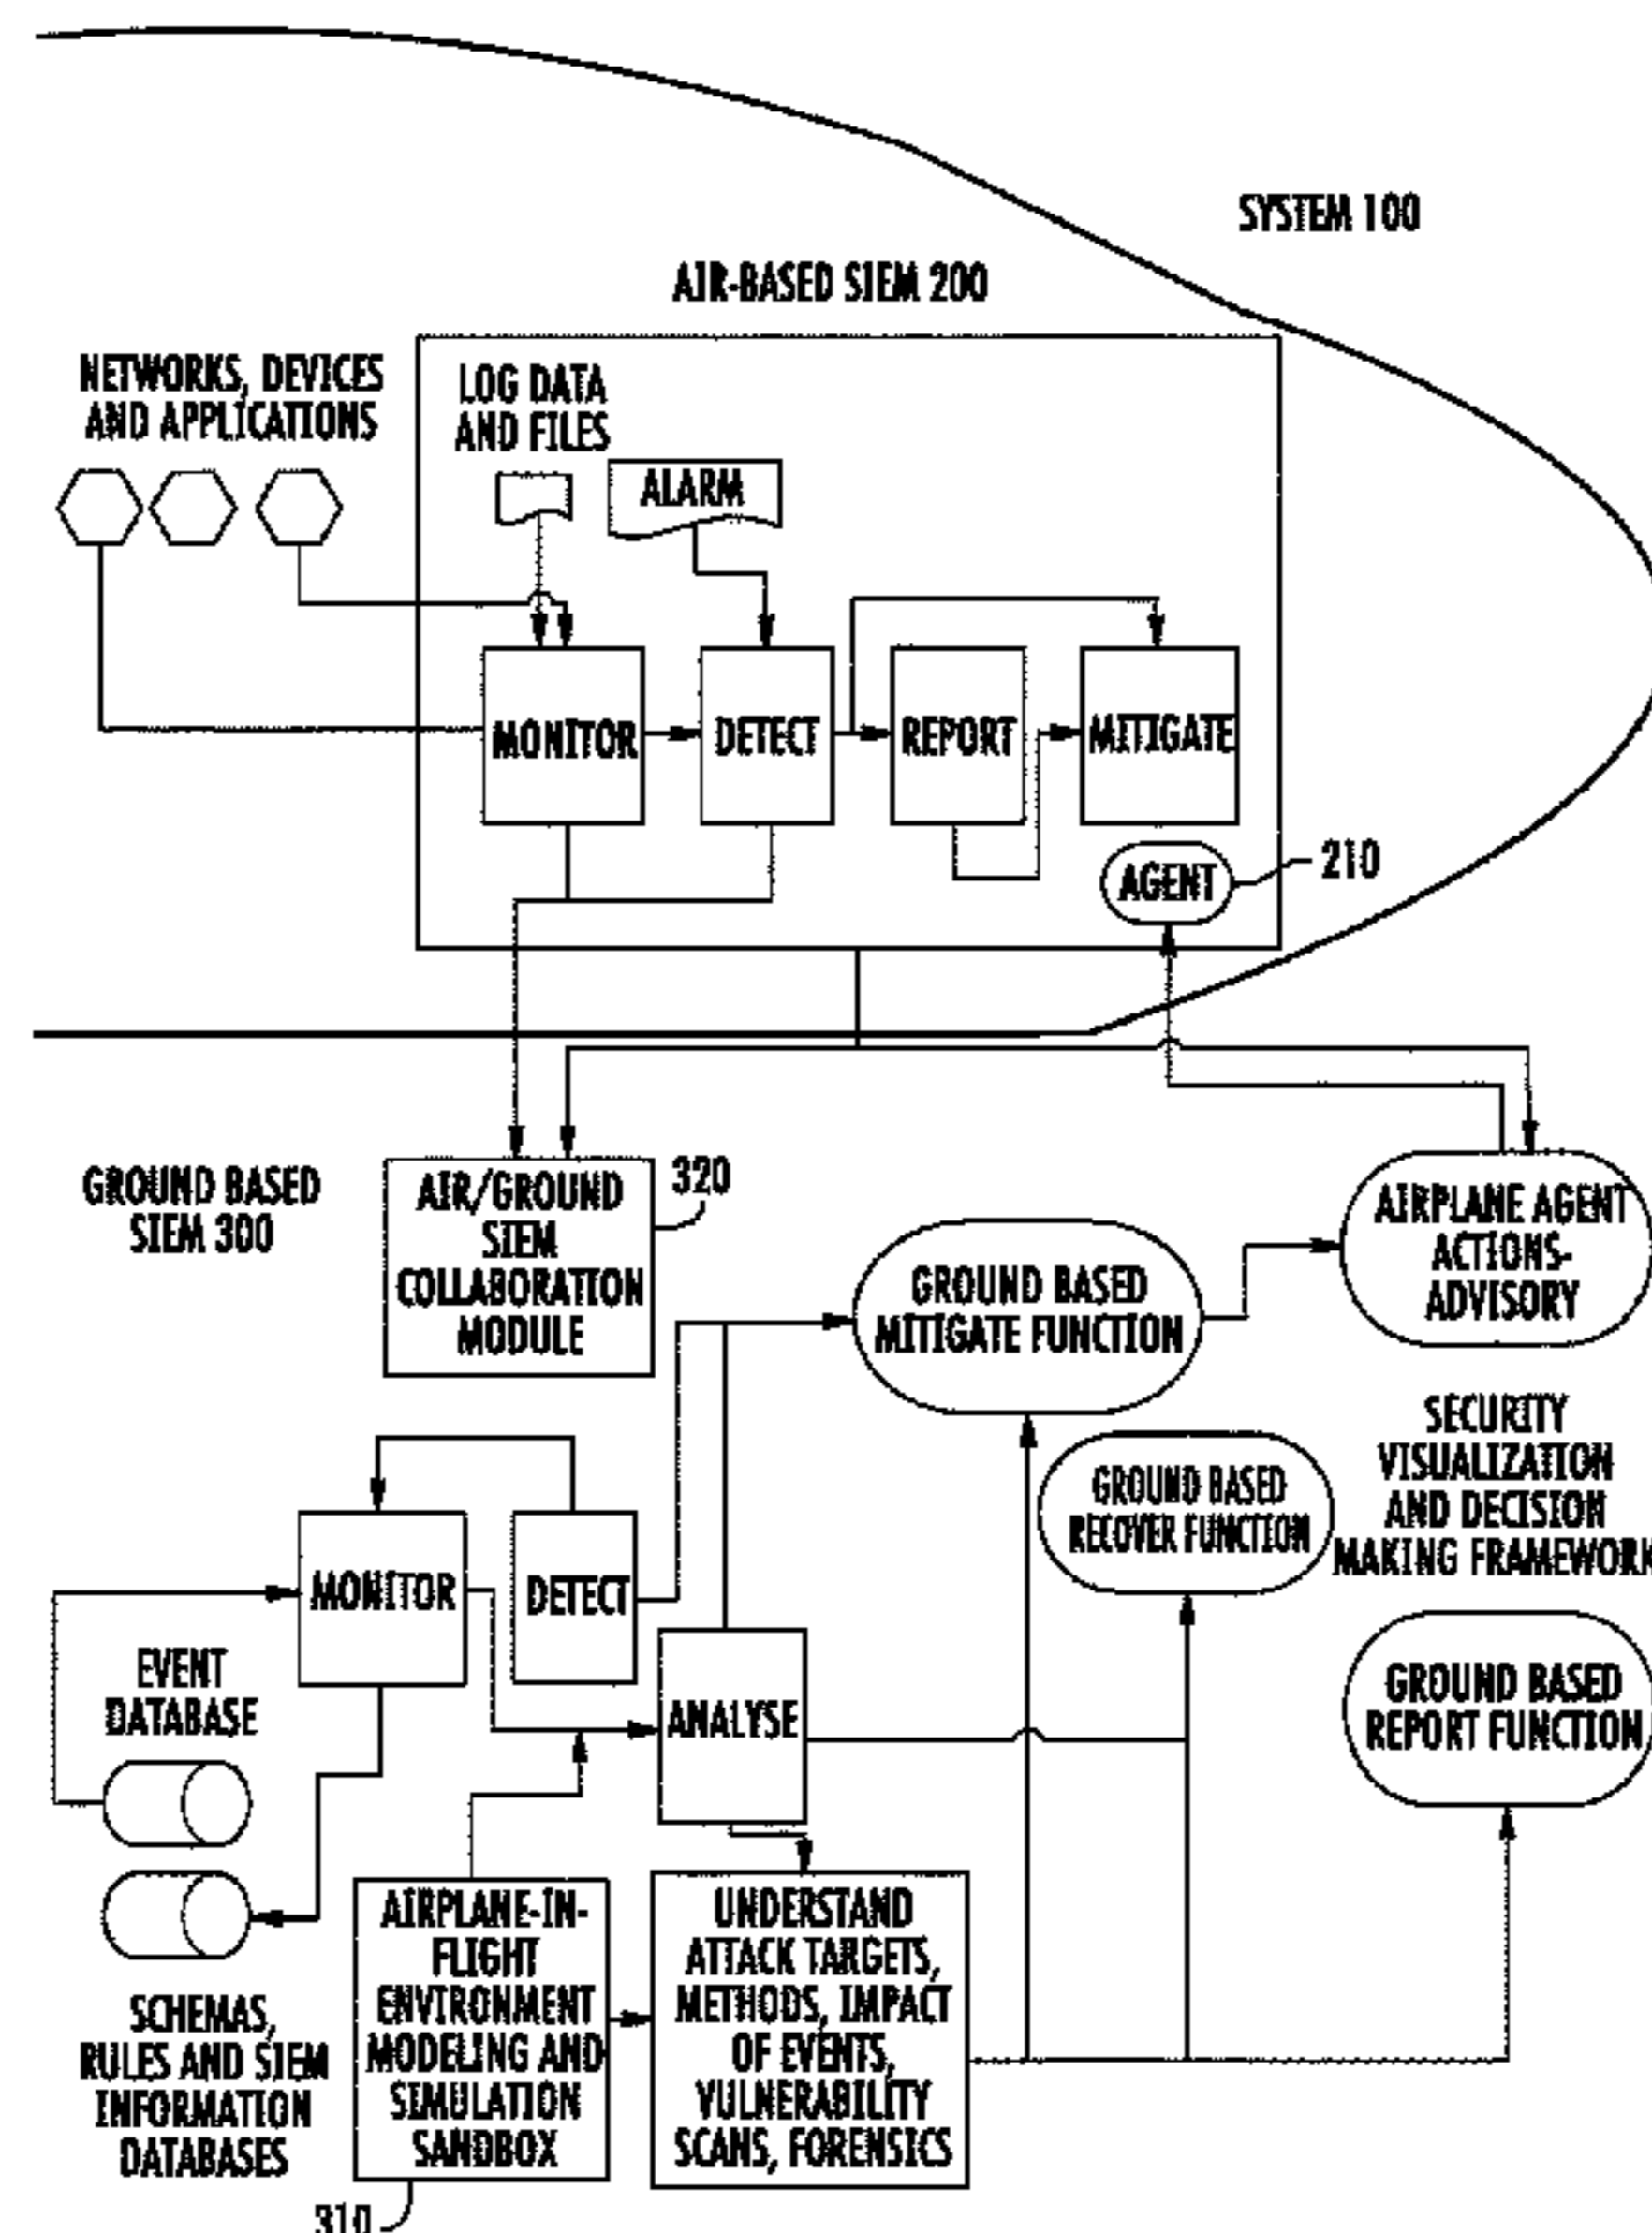 SYSTEM 100
AIR-BASED SIEM 200
NETWORKS, DEVICES
AND APPLICATIONS
LOG DATA
AND FILES
ALARM
MONITOR
DETECT
REPORT
MITIGATE
AGENT
210
GROUND BASED
SIEM 300
AIR/GROUND
SIEM
COLLABORATION
MODULE
320
GROUND BASED
MITIGATE FUNCTION
AIRPLANE AGENT
ACTIONS-
ADVISORY
SECURITY
VISUALIZATION
AND DECISION
MAKING FRAMEWORK
GROUND BASED
RECOVER FUNCTION
MONITOR
DETECT
EVENT
DATABASE
ANALYSE
GROUND BASED
REPORT FUNCTION
SCHEMAS,
RULES AND SIEM
INFORMATION
DATABASES
AIRPLANE-IN-
FLIGHT
ENVIRONMENT
MODELING AND
SIMULATION
SANDBOX
310
UNDERSTAND
ATTACK TARGETS,
METHODS, IMPACT
OF EVENTS,
VULNERABILITY
SCANS, FORENSICS